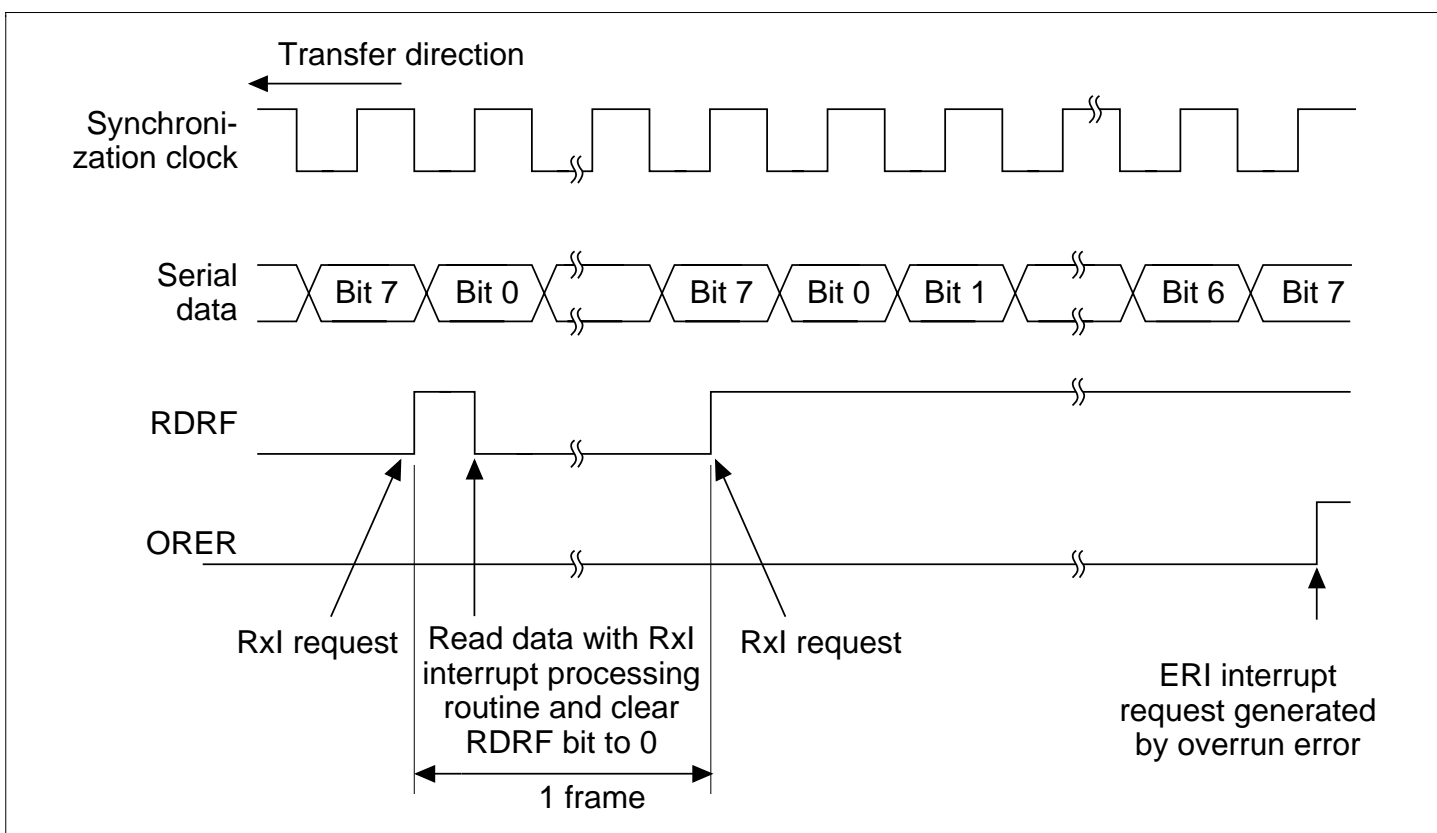 Transfer direction
Synchroni-
zation clock
Serial
data
Bit 7
Bit 0
Bit 7
Bit 0
Bit 1
Bit 6
Bit 7
RDRF
ORER
RxI request
Read data with RxI
interrupt processing
routine and clear
RDRF bit to 0
RxI request
ERI interrupt
request generated
by overrun error
1 frame